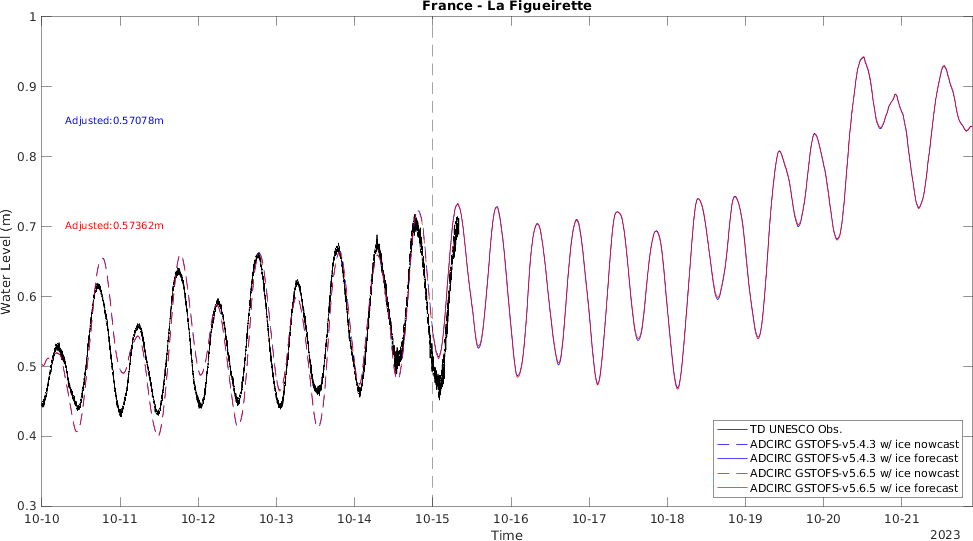 France - La Figueirette
1
0.9
0.8
0.7
0.6
0.5
0.4
0.3
Water Level (m)
Adjusted:0.57078m
Adjusted:0.57362m
TD UNESCO Obs.
ADCIRC GSTOFS-v5.4.3 w/ ice nowcast
ADCIRC GSTOFS-v5.4.3 w/ ice forecast
ADCIRC GSTOFS-v5.6.5 w/ ice nowcast
ADCIRC GSTOFS-v5.6.5 w/ ice forecast
10-10 10-11 10-12 10-13 10-14 10-15 10-16 10-17 10-18 10-19 10-20 10-21
Time
2023